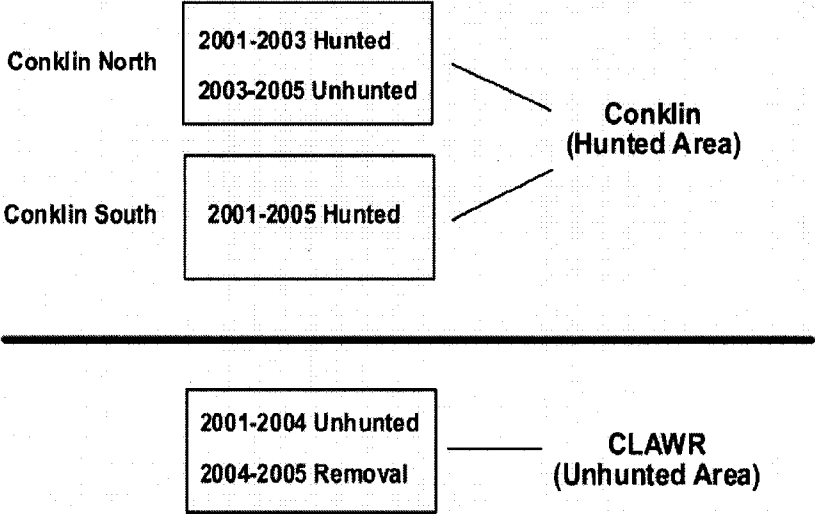 Conklin North
2001-2003 Hunted
2003-2005 Unhunted
Conklin
(Hunted Area)
Conklin South
2001-2005 Hunted
2001-2004 Unhunted
2004-2005 Removal
CLAWR
(Unhunted Area)